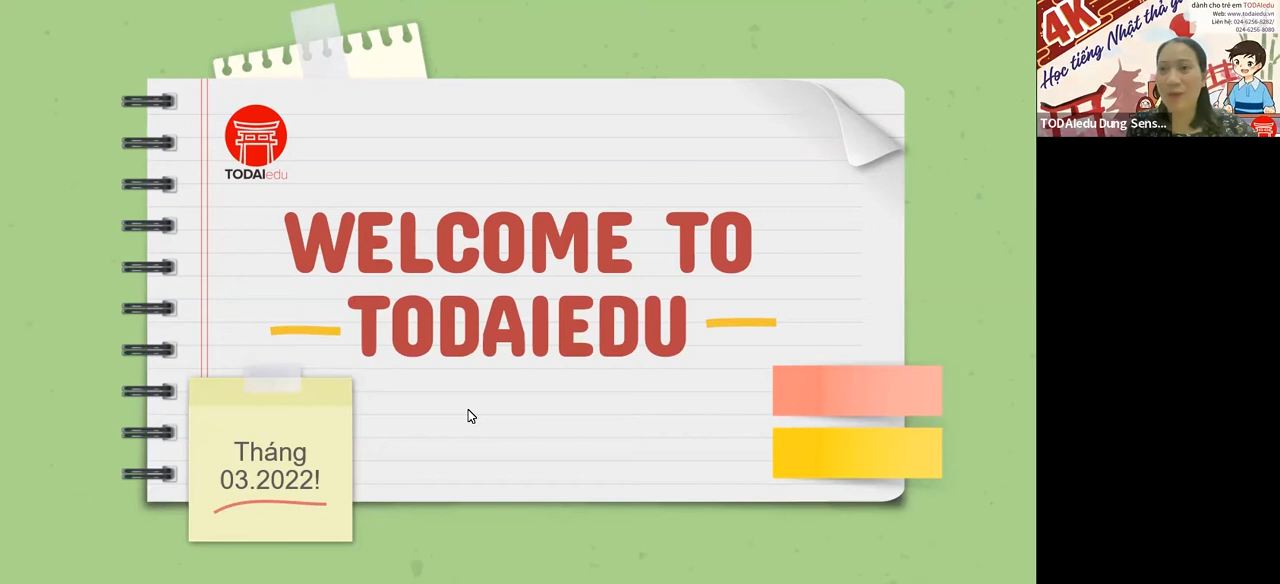 TODAIedu
WELCOME TO
TODAIEDU
Tháng
03.2022!
dành cho trẻ em TODAIedu
Web: www.todaiedu.vn
Liên hệ: 024-6256-8282/
024-6256-8080
4K
Học tiếng Nhật thả
TODAIedu Dung Sens...